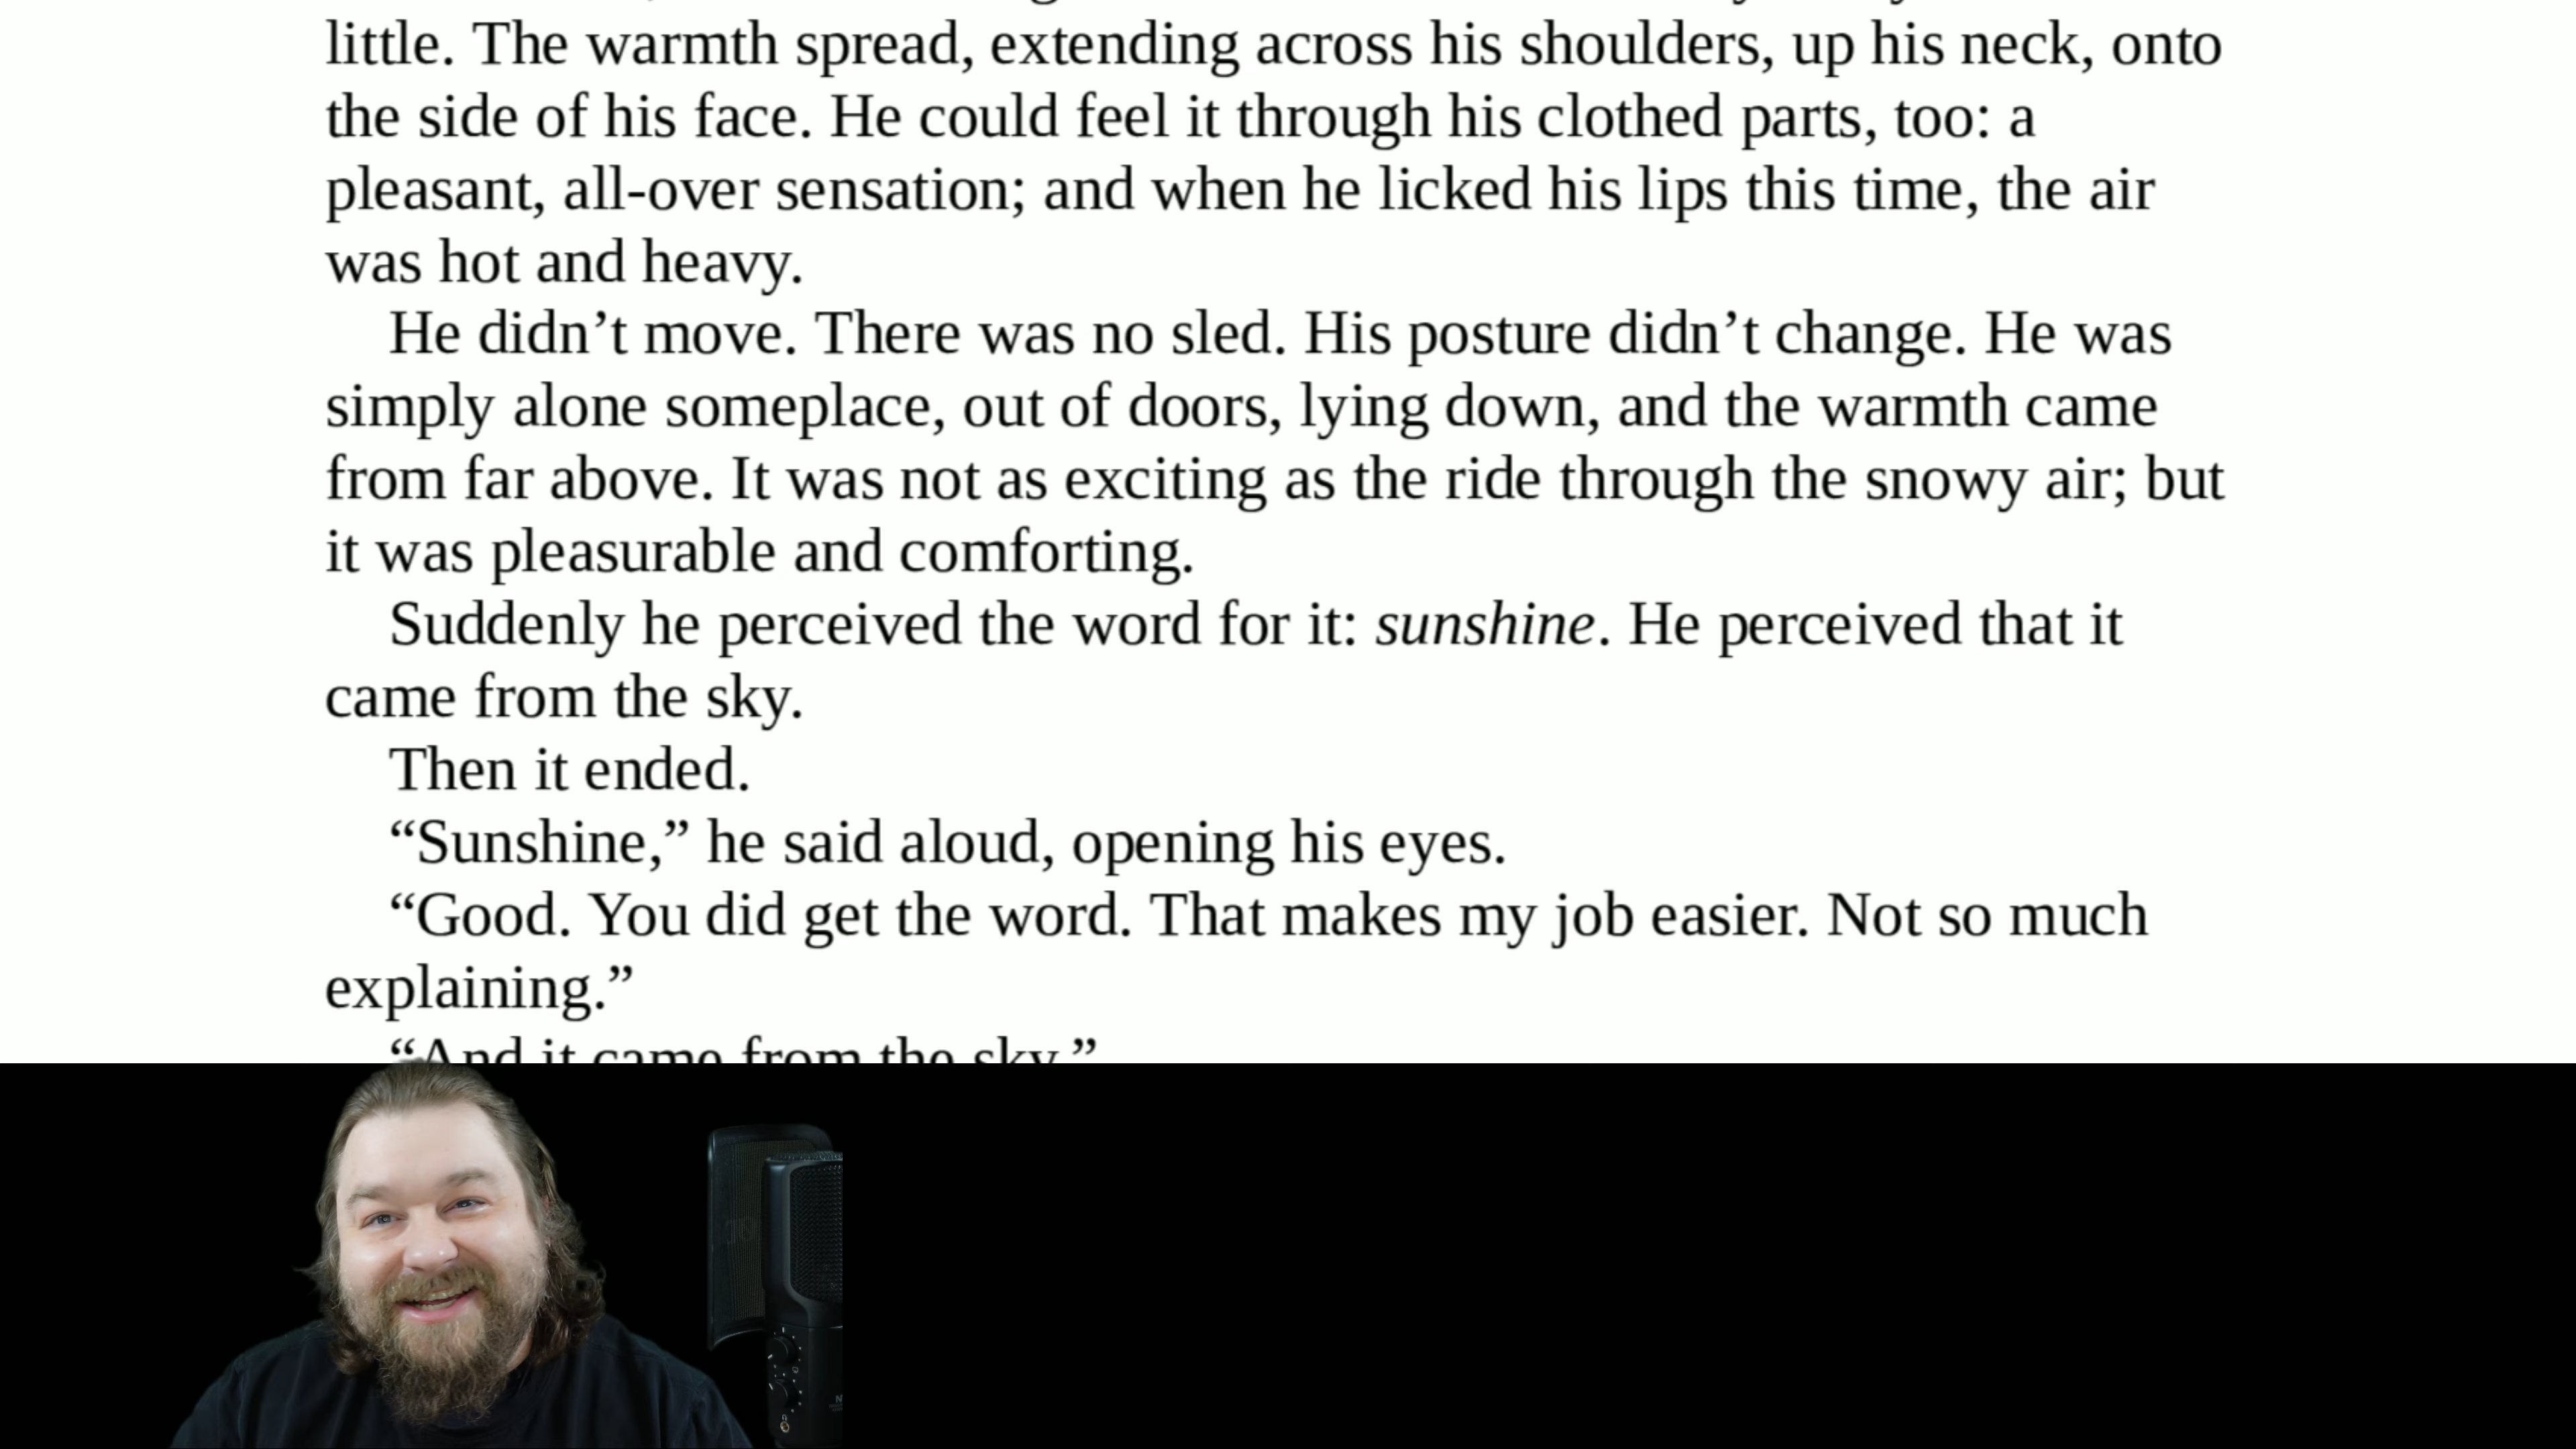 little. The warmth spread, extending across his shoulders, up his neck, onto
the side of his face. He could feel it through his clothed parts, too: a
pleasant, all-over sensation; and when he licked his lips this time, the air
was hot and heavy.
He didn’t move. There was no sled. His posture didn’t change. He was
simply alone someplace, out of doors, lying down, and the warmth came
from far above. It was not as exciting as the ride through the snowy air; but
it was pleasurable and comforting.
Suddenly he perceived the word for it: sunshine. He perceived that it
came from the sky.
Then it ended.
“Sunshine,” he said aloud, opening his eyes.
“Good. You did get the word. That makes my job easier. Not so much
explaining.”
“And it came from the sky.”